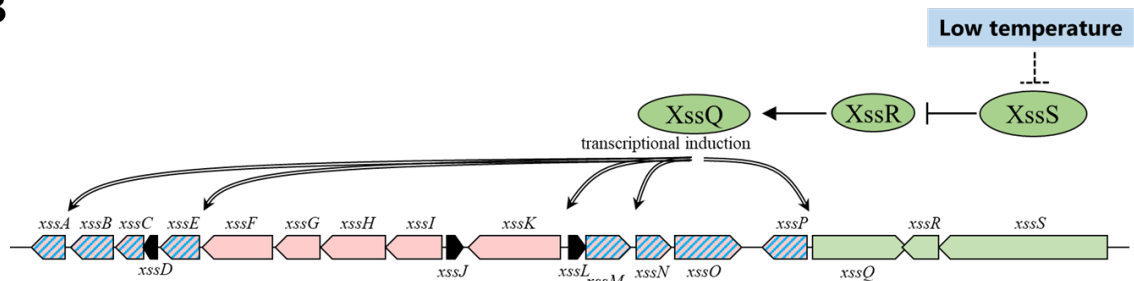 B
Low temperature
XssQ XssR XssS
transcriptional induction
xssA xssB xssC xssE xssF xssG xssH xssI xssK xssP xssR xssS
xssD xssJ xssL xssM xssN xssO xssQ